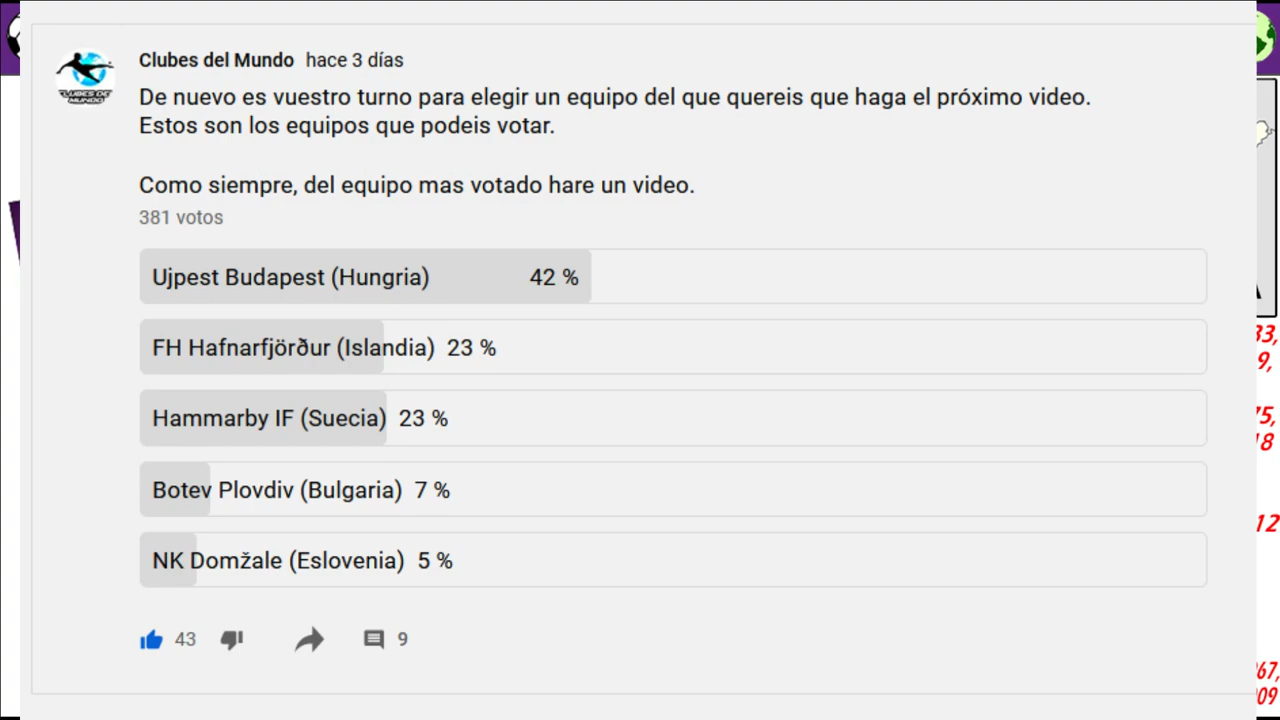 Clubes del Mundo hace 3 días
De nuevo es vuestro turno para elegir un equipo del que quereis que haga el próximo video.
Estos son los equipos que podeis votar.
Como siempre, del equipo mas votado hare un video.
381 votos
Ujpest Budapest (Hungria) 42 %
FH Hafnarfjörður (Islandia) 23 %
Hammarby IF (Suecia) 23 %
Botev Plovdiv (Bulgaria) 7 %
NK Domžale (Eslovenia) 5 %
43 9